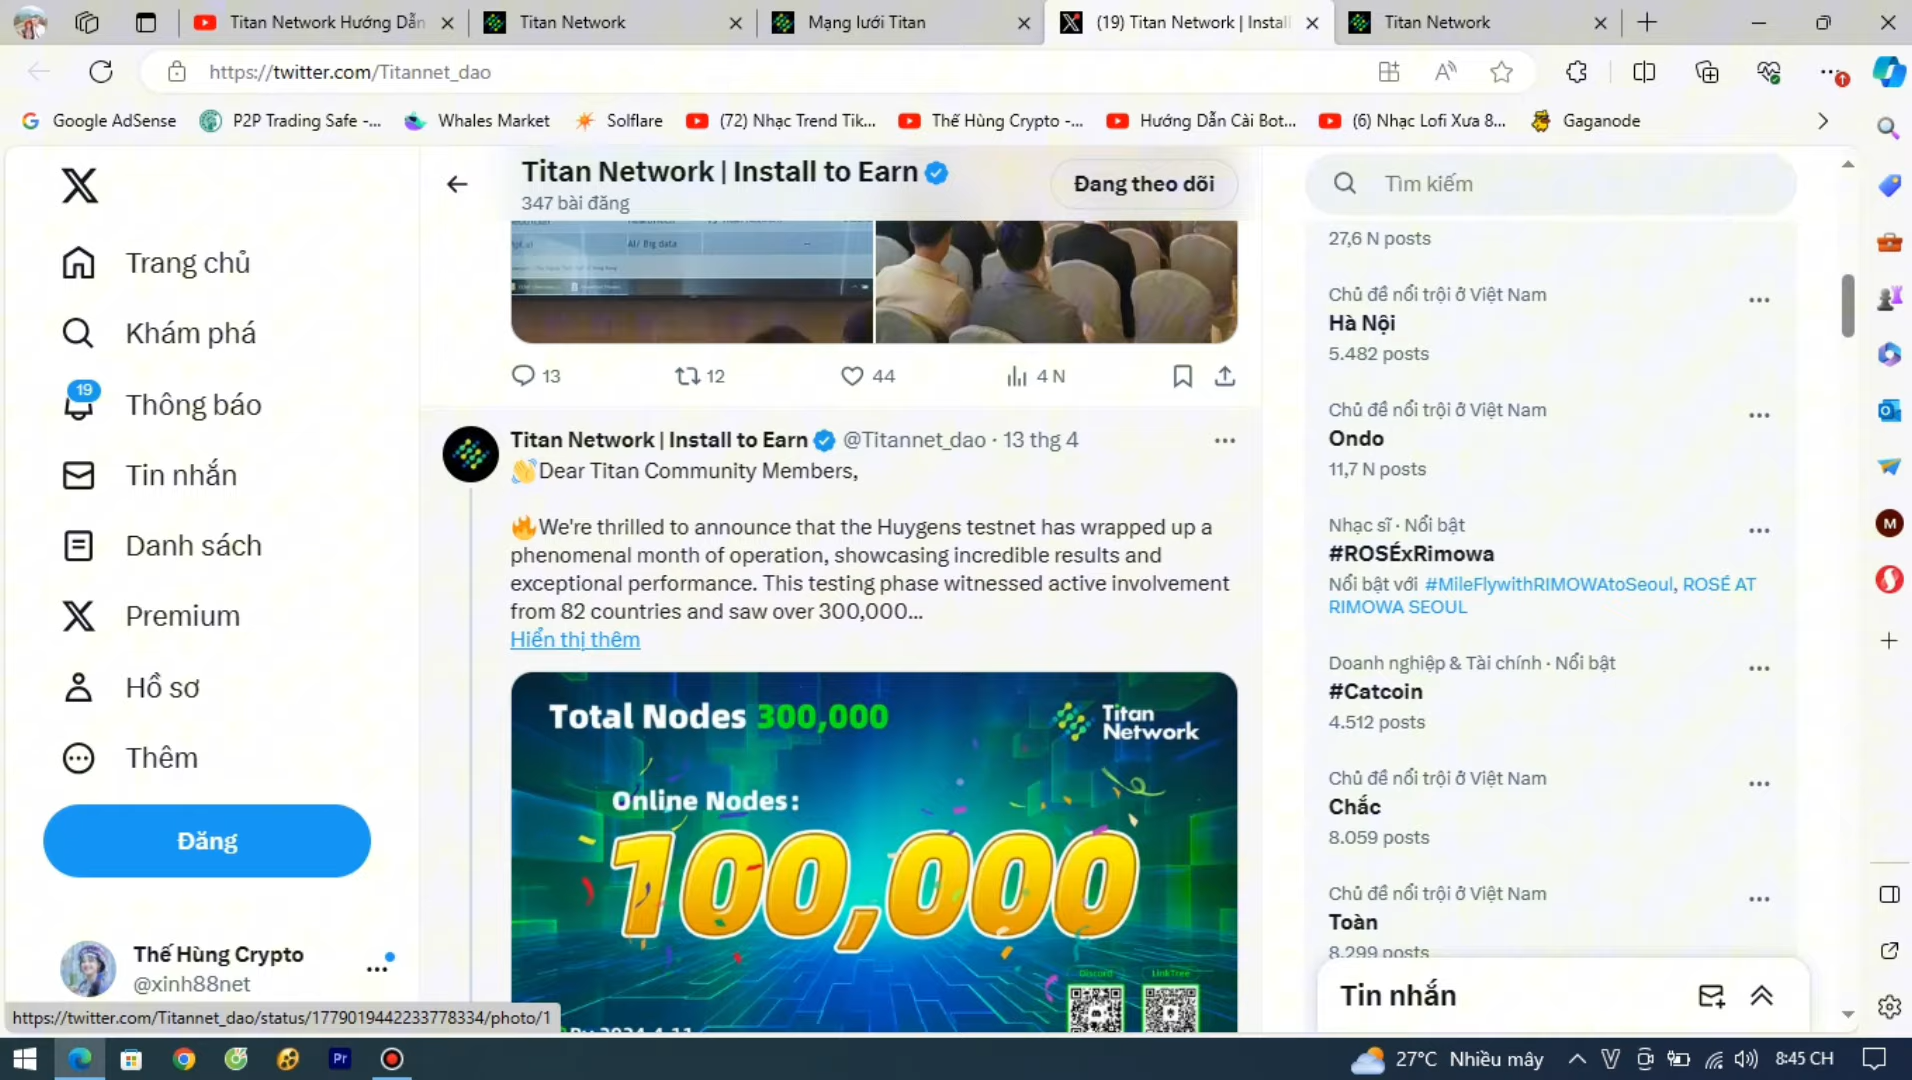 Titan Network Hướng Dẫn
Titan Network
Mạng lưới Titan
(19) Titan Network | Install
Titan Network
https://twitter.com/Titannet_dao
Google AdSense
P2P Trading Safe -...
Whales Market
Solflare
(72) Nhạc Trend Tik...
Thế Hùng Crypto -...
Hướng Dẫn Cài Bot...
(6) Nhạc Lofi Xưa 8...
Gaganode
Trang chủ
Khám phá
19
Thông báo
Tin nhắn
Danh sách
Premium
Hồ sơ
Thêm
Đăng
Thế Hùng Crypto
@xinh88net
https://twitter.com/Titannet_dao/status/1779019442233778334/photo/1
Titan Network | Install to Earn
347 bài đăng
Đang theo dõi
AI/ Big data
13
12
44
4 N
Titan Network | Install to Earn @Titannet_dao · 13 thg 4
👋Dear Titan Community Members,
🔥We're thrilled to announce that the Huygens testnet has wrapped up a
phenomenal month of operation, showcasing incredible results and
exceptional performance. This testing phase witnessed active involvement
from 82 countries and saw over 300,000...
Hiển thị thêm
Total Nodes 300,000
Titan
Network
Online Nodes:
100,000
Discord
LinkTree
Tìm kiếm
27,6 N posts
Chủ đề nổi trội ở Việt Nam
Hà Nội
5.482 posts
Chủ đề nổi trội ở Việt Nam
Ondo
11,7 N posts
Nhạc sĩ · Nổi bật
#ROSÉxRimowa
Nổi bật với #MileFlywithRIMOWAtoSeoul, ROSÉ AT
RIMOWA SEOUL
Doanh nghiệp & Tài chính · Nổi bật
#Catcoin
4.512 posts
Chủ đề nổi trội ở Việt Nam
Chắc
8.059 posts
Chủ đề nổi trội ở Việt Nam
Toàn
8.299 posts
Tin nhắn
M
Pr
27°C Nhiều mây
8:45 CH